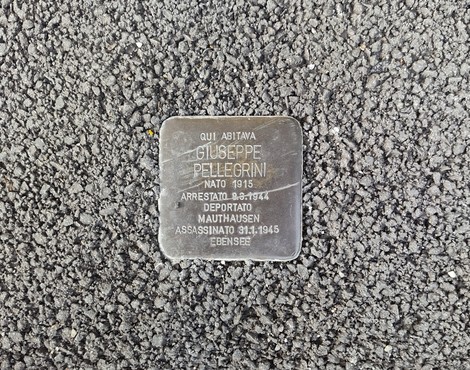 QUI ABITAVA
GIUSEPPE
PELLEGRINI
NATO 1915
ARRESTATO 8.3.1944
DEPORTATO
MAUTHAUSEN
ASSASSINATO 31.1.1945
EBENSEE